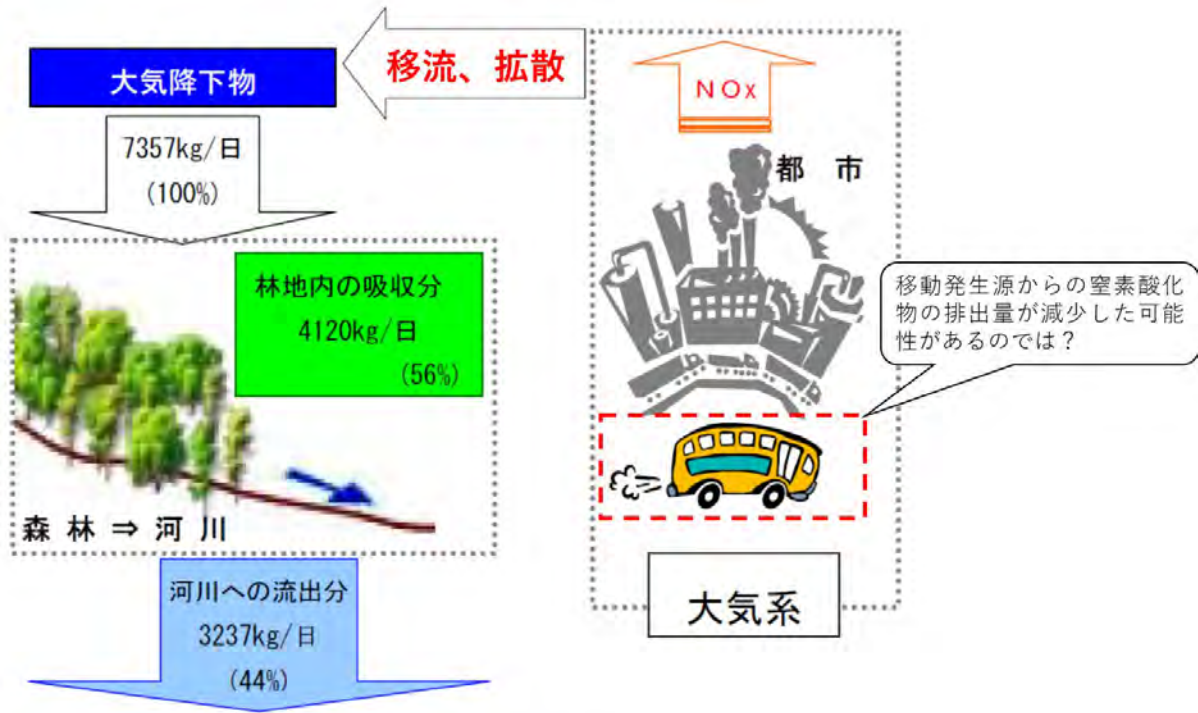 大気降下物
移流、拡散
NOx
7357kg/日
(100%)
都 市
林地内の吸収分
4120kg/日
(56%)
移動発生源からの窒素酸化
物の排出量が減少した可能
性があるのでは？
森 林 ⇒ 河 川
河川への流出分
3237kg/日
(44%)
大気系